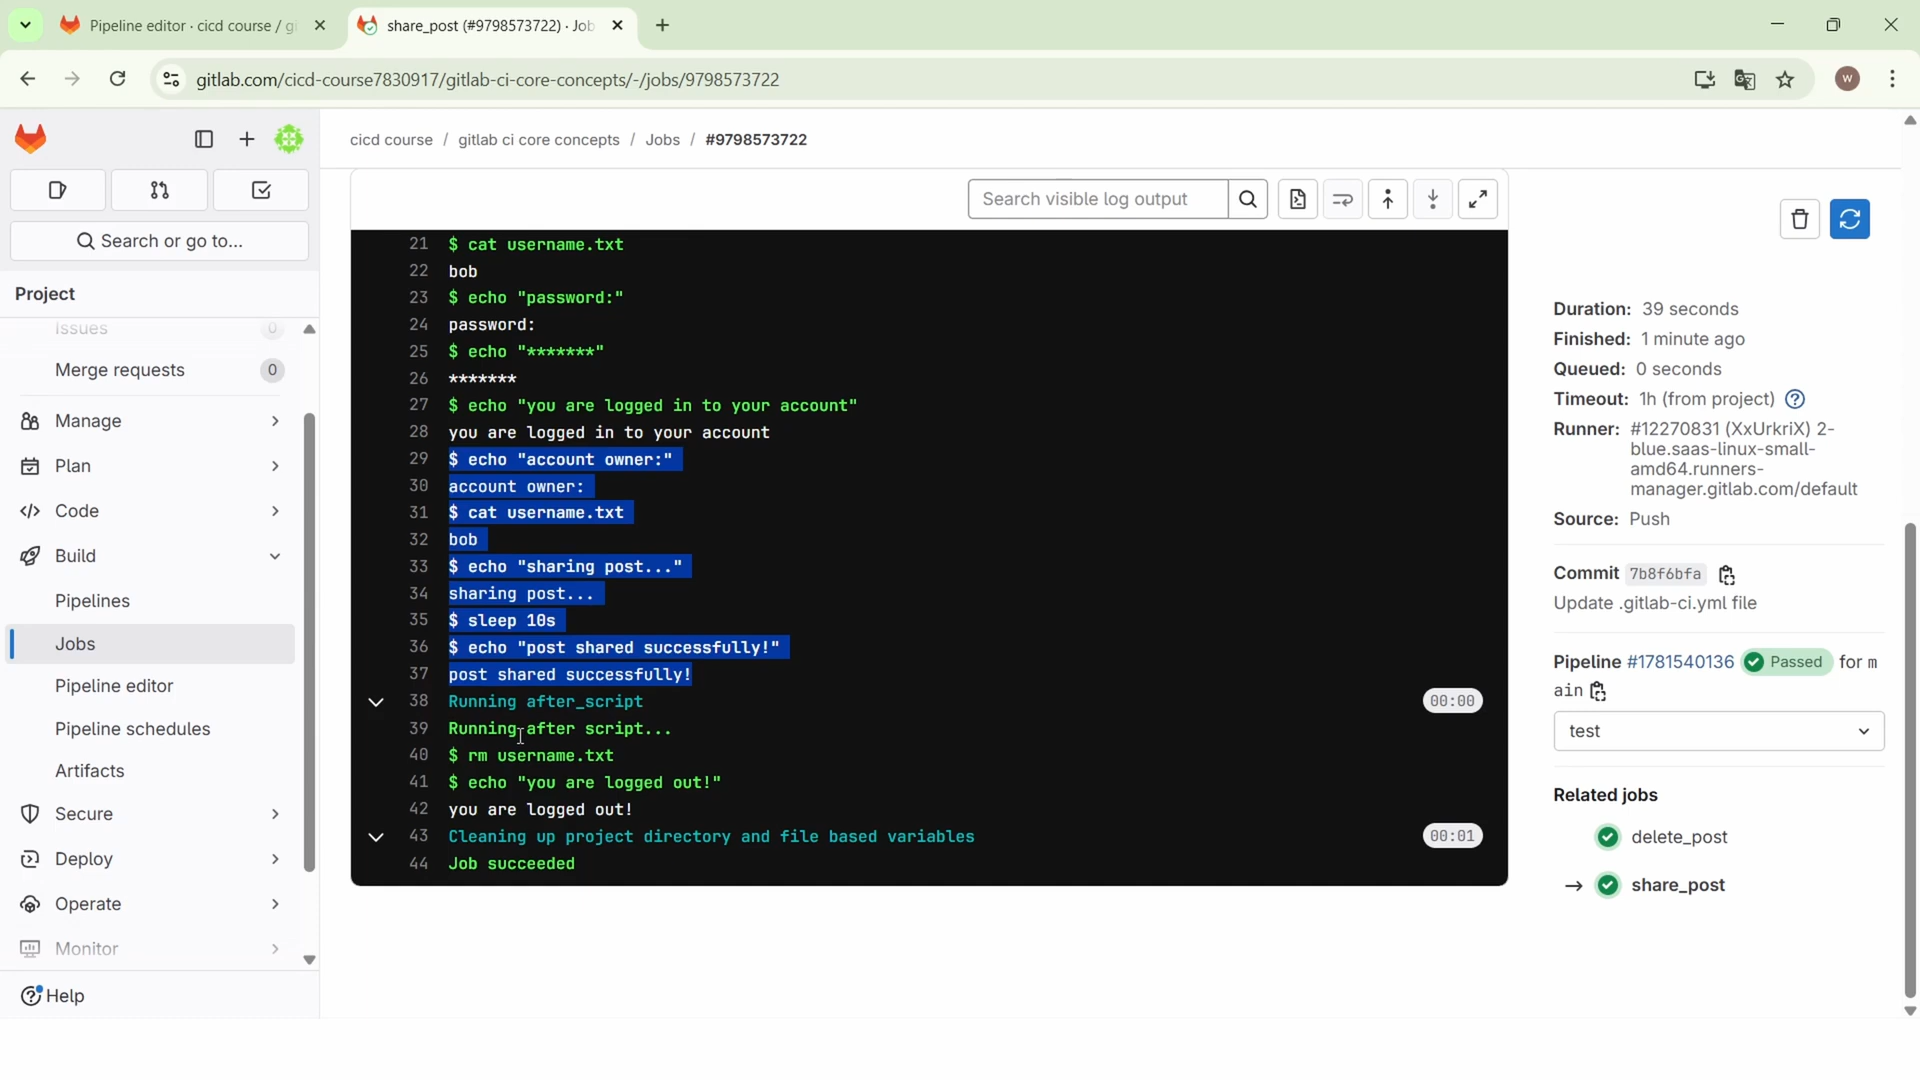 Pipeline editor · cicd course / gi
share_post (#9798573722) · Job
gitlab.com/cicd-course7830917/gitlab-ci-core-concepts/-/jobs/9798573722
W
cicd course / gitlab ci core concepts / Jobs / #9798573722
Search or go to...
Project
Issues 0
Merge requests 0
Manage
Plan
Code
Build
Pipelines
Jobs
Pipeline editor
Pipeline schedules
Artifacts
Secure
Deploy
Operate
Monitor
Help
Search visible log output
21 $ cat username.txt
22 bob
23 $ echo "password:"
24 password:
25 $ echo "*******"
26 *******
27 $ echo "you are logged in to your account"
28 you are logged in to your account
29 $ echo "account owner:"
30 account owner:
31 $ cat username.txt
32 bob
33 $ echo "sharing post..."
34 sharing post...
35 $ sleep 10s
36 $ echo "post shared successfully!"
37 post shared successfully!
38 Running after_script 00:00
39 Running after script...
40 $ rm username.txt
41 $ echo "you are logged out!"
42 you are logged out!
43 Cleaning up project directory and file based variables 00:01
44 Job succeeded
Duration: 39 seconds
Finished: 1 minute ago
Queued: 0 seconds
Timeout: 1h (from project)
Runner: #12270831 (XxUrkriX) 2-
blue.saas-linux-small-
amd64.runners-
manager.gitlab.com/default
Source: Push
Commit 7b8f6bfa
Update .gitlab-ci.yml file
Pipeline #1781540136 Passed for m
ain
test
Related jobs
delete_post
→ share_post